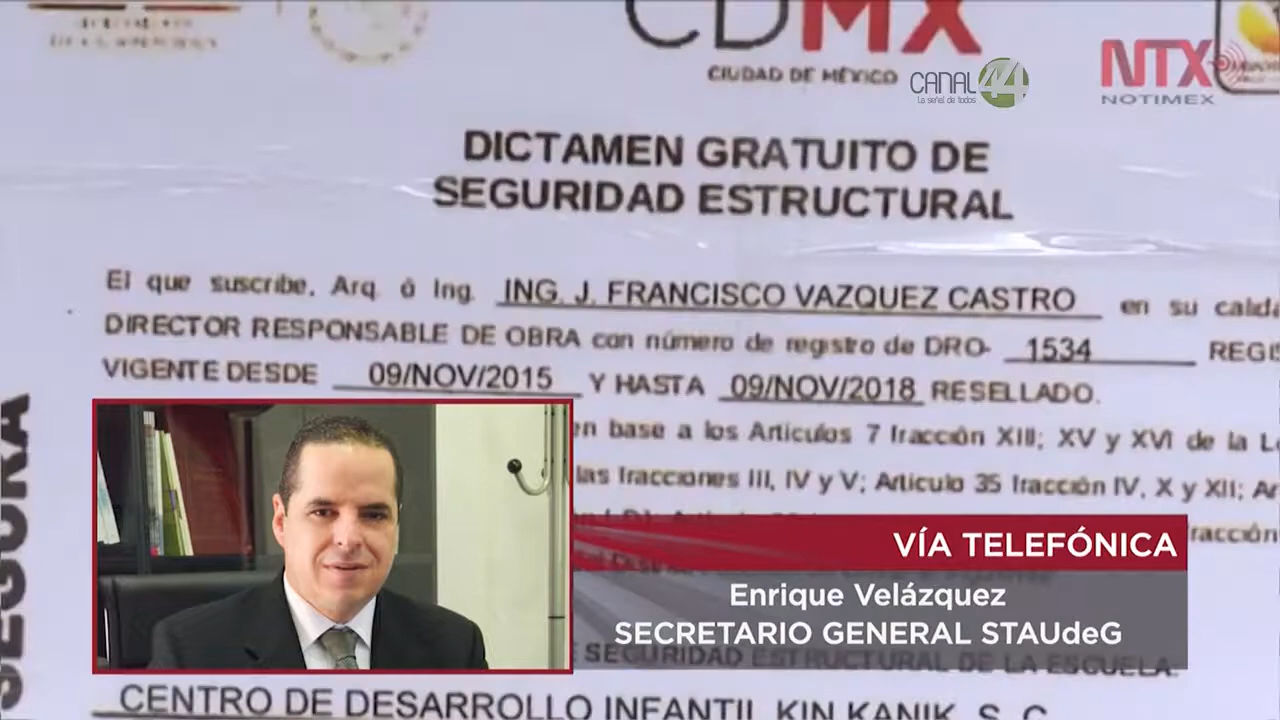 CDMX
CIUDAD DE MÉXICO
CANAL 44
La señal de todos
NTX
NOTIMEX
DICTAMEN GRATUITO DE
SEGURIDAD ESTRUCTURAL
El que suscribe, Arq. ó Ing. ING. J. FRANCISCO VAZQUEZ CASTRO en su
DIRECTOR RESPONSABLE DE OBRA con número de registro de DRO- 1534
VIGENTE DESDE 09/NOV/2015 Y HASTA 09/NOV/2018 RESELLADO.
en base a los Artículos 7 fracción XIII; XV y XVI de la
las fracciones III, IV y V; Artículo 35 fracción IV, X y XII;
VÍA TELEFÓNICA
Enrique Velázquez
SECRETARIO GENERAL STAUdeG
DE SEGURIDAD ESTRUCTURAL DE LA ESCUELA:
CENTRO DE DESARROLLO INFANTIL KIN KANIK, S. C.
SEGURA